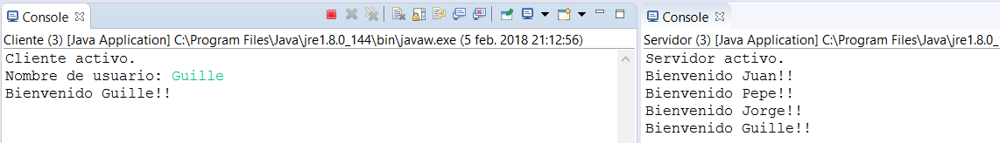 Console
Cliente (3) [Java Application] C:\Program Files\Java\jre1.8.0_144\bin\javaw.exe (5 feb. 2018 21:12:56)
Cliente activo.
Nombre de usuario: Guille
Bienvenido Guille!!
Console
Servidor (3) [Java Application] C:\Program Files\Java\jre1.8.0_
Servidor activo.
Bienvenido Juan!!
Bienvenido Pepe!!
Bienvenido Jorge!!
Bienvenido Guille!!